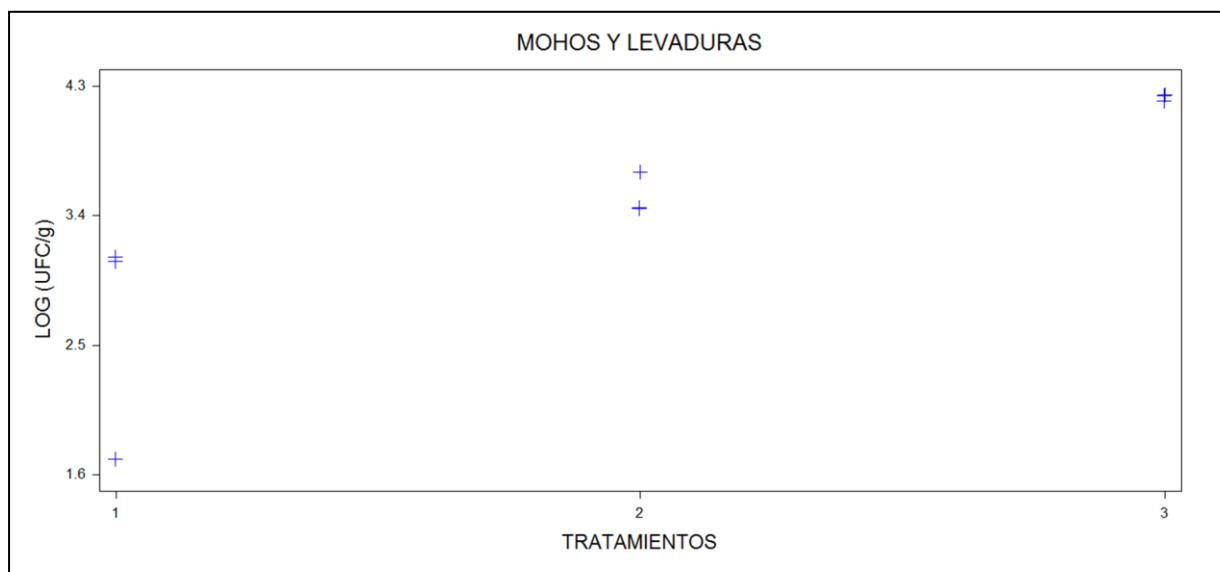 MOHOS Y LEVADURAS
4.3
3.4
2.5
1.6
LOG (UFC/g)
1 2 3
TRATAMIENTOS